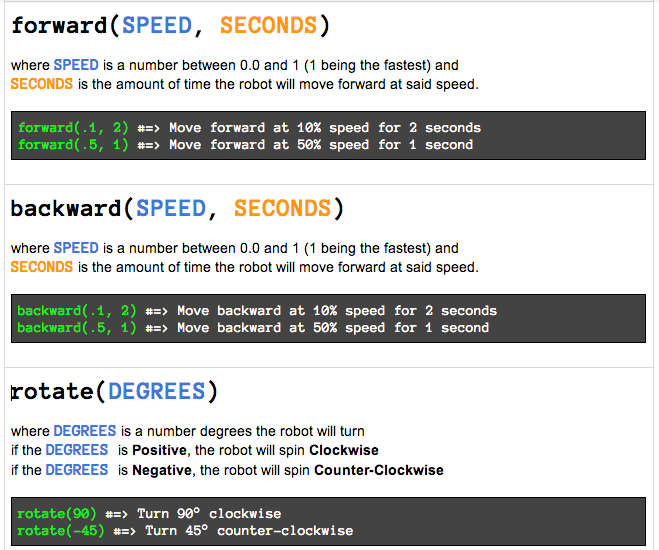 forward(SPEED, SECONDS)
where SPEED is a number between 0.0 and 1 (1 being the fastest) and
SECONDS is the amount of time the robot will move forward at said speed.
forward(.1, 2) #=> Move forward at 10% speed for 2 seconds
forward(.5, 1) #=> Move forward at 50% speed for 1 second
backward(SPEED, SECONDS)
where SPEED is a number between 0.0 and 1 (1 being the fastest) and
SECONDS is the amount of time the robot will move forward at said speed.
backward(.1, 2) #=> Move backward at 10% speed for 2 seconds
backward(.5, 1) #=> Move backward at 50% speed for 1 second
rotate(DEGREES)
where DEGREES is a number degrees the robot will turn
if the DEGREES is Positive, the robot will spin Clockwise
if the DEGREES is Negative, the robot will spin Counter-Clockwise
rotate(90) #=> Turn 90° clockwise
rotate(-45) #=> Turn 45° counter-clockwise